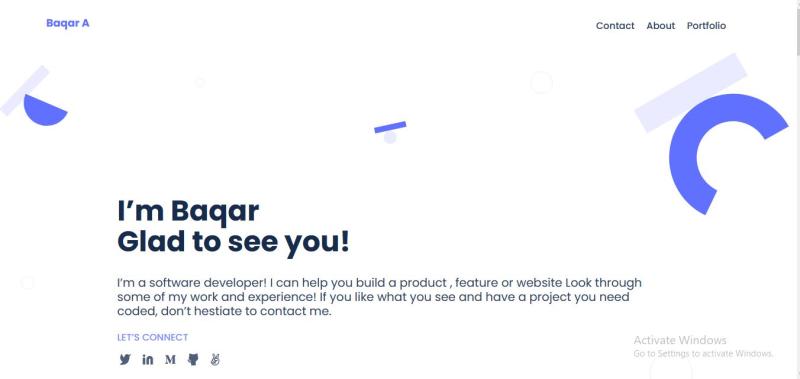 Baqar A
Contact About Portfolio
I'm Baqar
Glad to see you!
I'm a software developer! I can help you build a product , feature or website Look through
some of my work and experience! If you like what you see and have a project you need
coded, don't hestiate to contact me.
LET'S CONNECT
Activate Windows
Go to Settings to activate Windows.